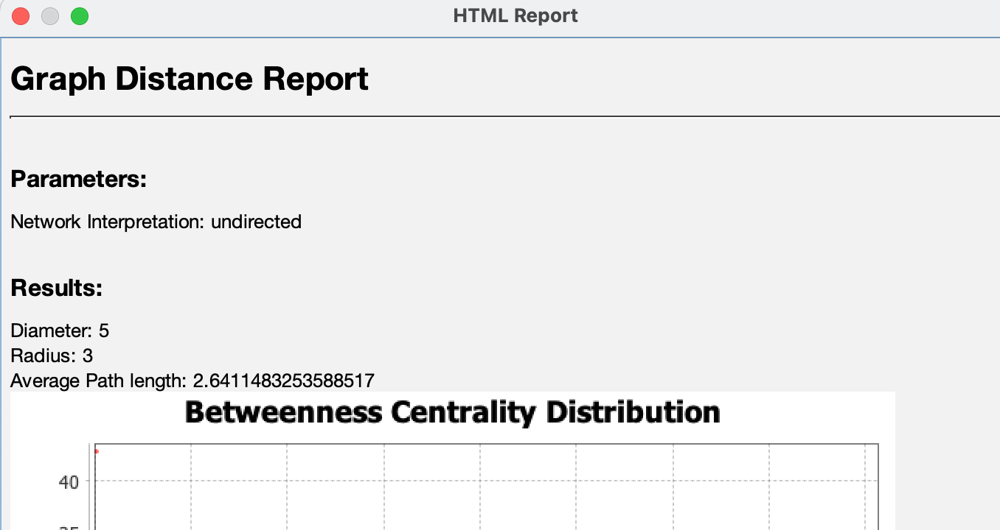 HTML Report
Graph Distance Report
Parameters:
Network Interpretation: undirected
Results:
Diameter: 5
Radius: 3
Average Path length: 2.6411483253588517
Betweenness Centrality Distribution
40